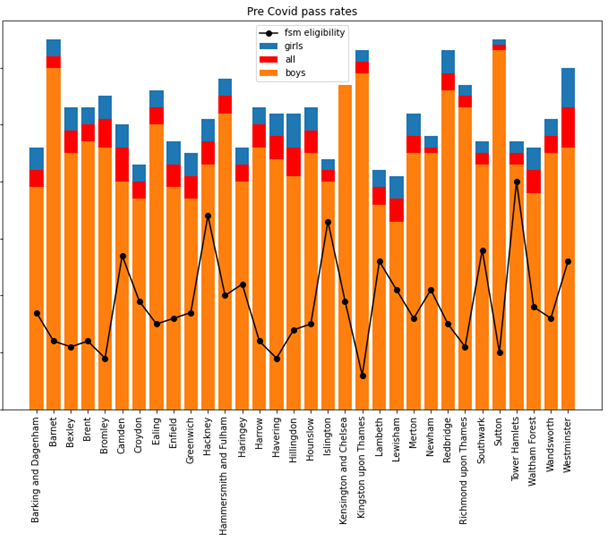 Pre Covid pass rates
fsm eligibility
girls
all
boys
Barking and Dagenham
Barnet
Bexley
Brent
Bromley
Camden
Croydon
Ealing
Enfield
Greenwich
Hackney
Hammersmith and Fulham
Haringey
Harrow
Havering
Hillingdon
Hounslow
Islington
Kensington and Chelsea
Kingston upon Thames
Lambeth
Lewisham
Merton
Newham
Redbridge
Richmond upon Thames
Southwark
Sutton
Tower Hamlets
Waltham Forest
Wandsworth
Westminster